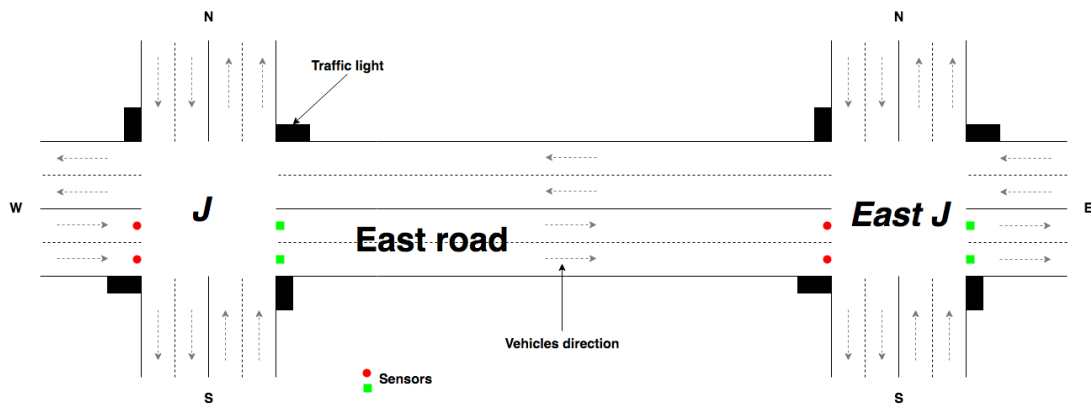 N
N
Traffic light
W
J
East J
E
East road
Vehicles direction
Sensors
S
S